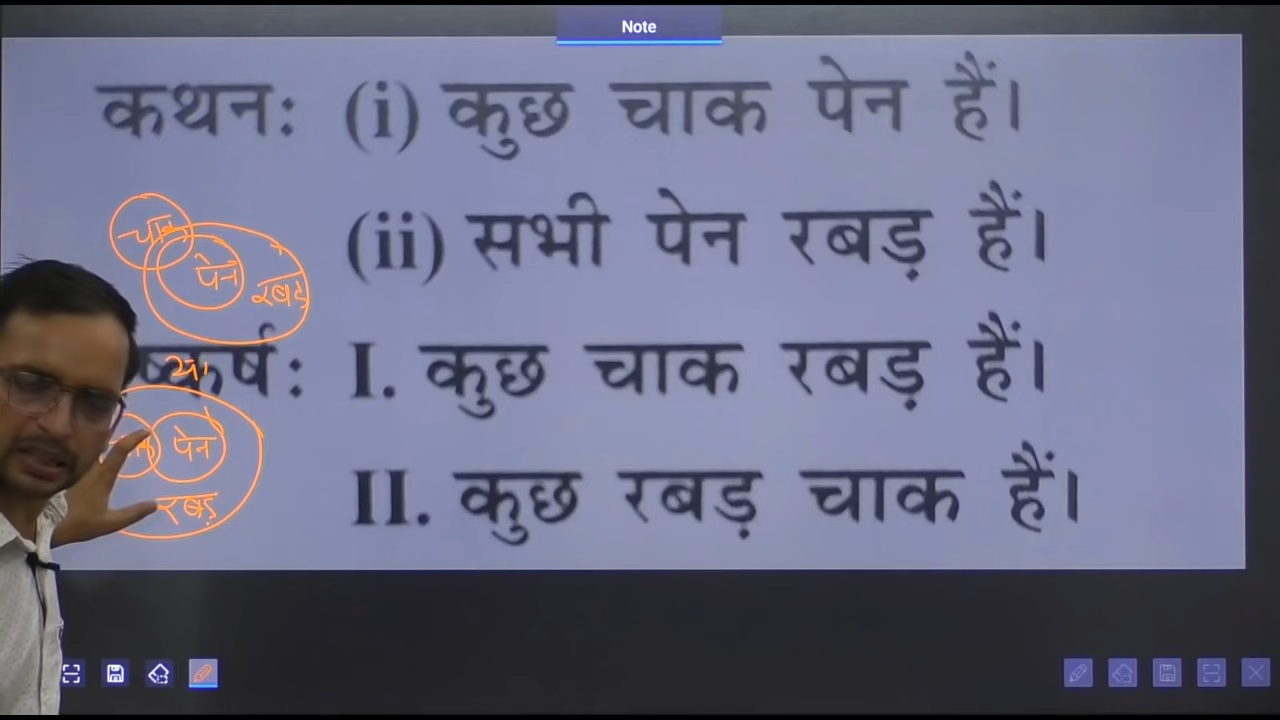 Note
कथन: (i) कुछ चाक पेन हैं।
(ii) सभी पेन रबड़ हैं।
चाक
पेन
रबड़
ष्कर्ष: I. कुछ चाक रबड़ हैं।
या
पेन
रबड़
II. कुछ रबड़ चाक हैं।